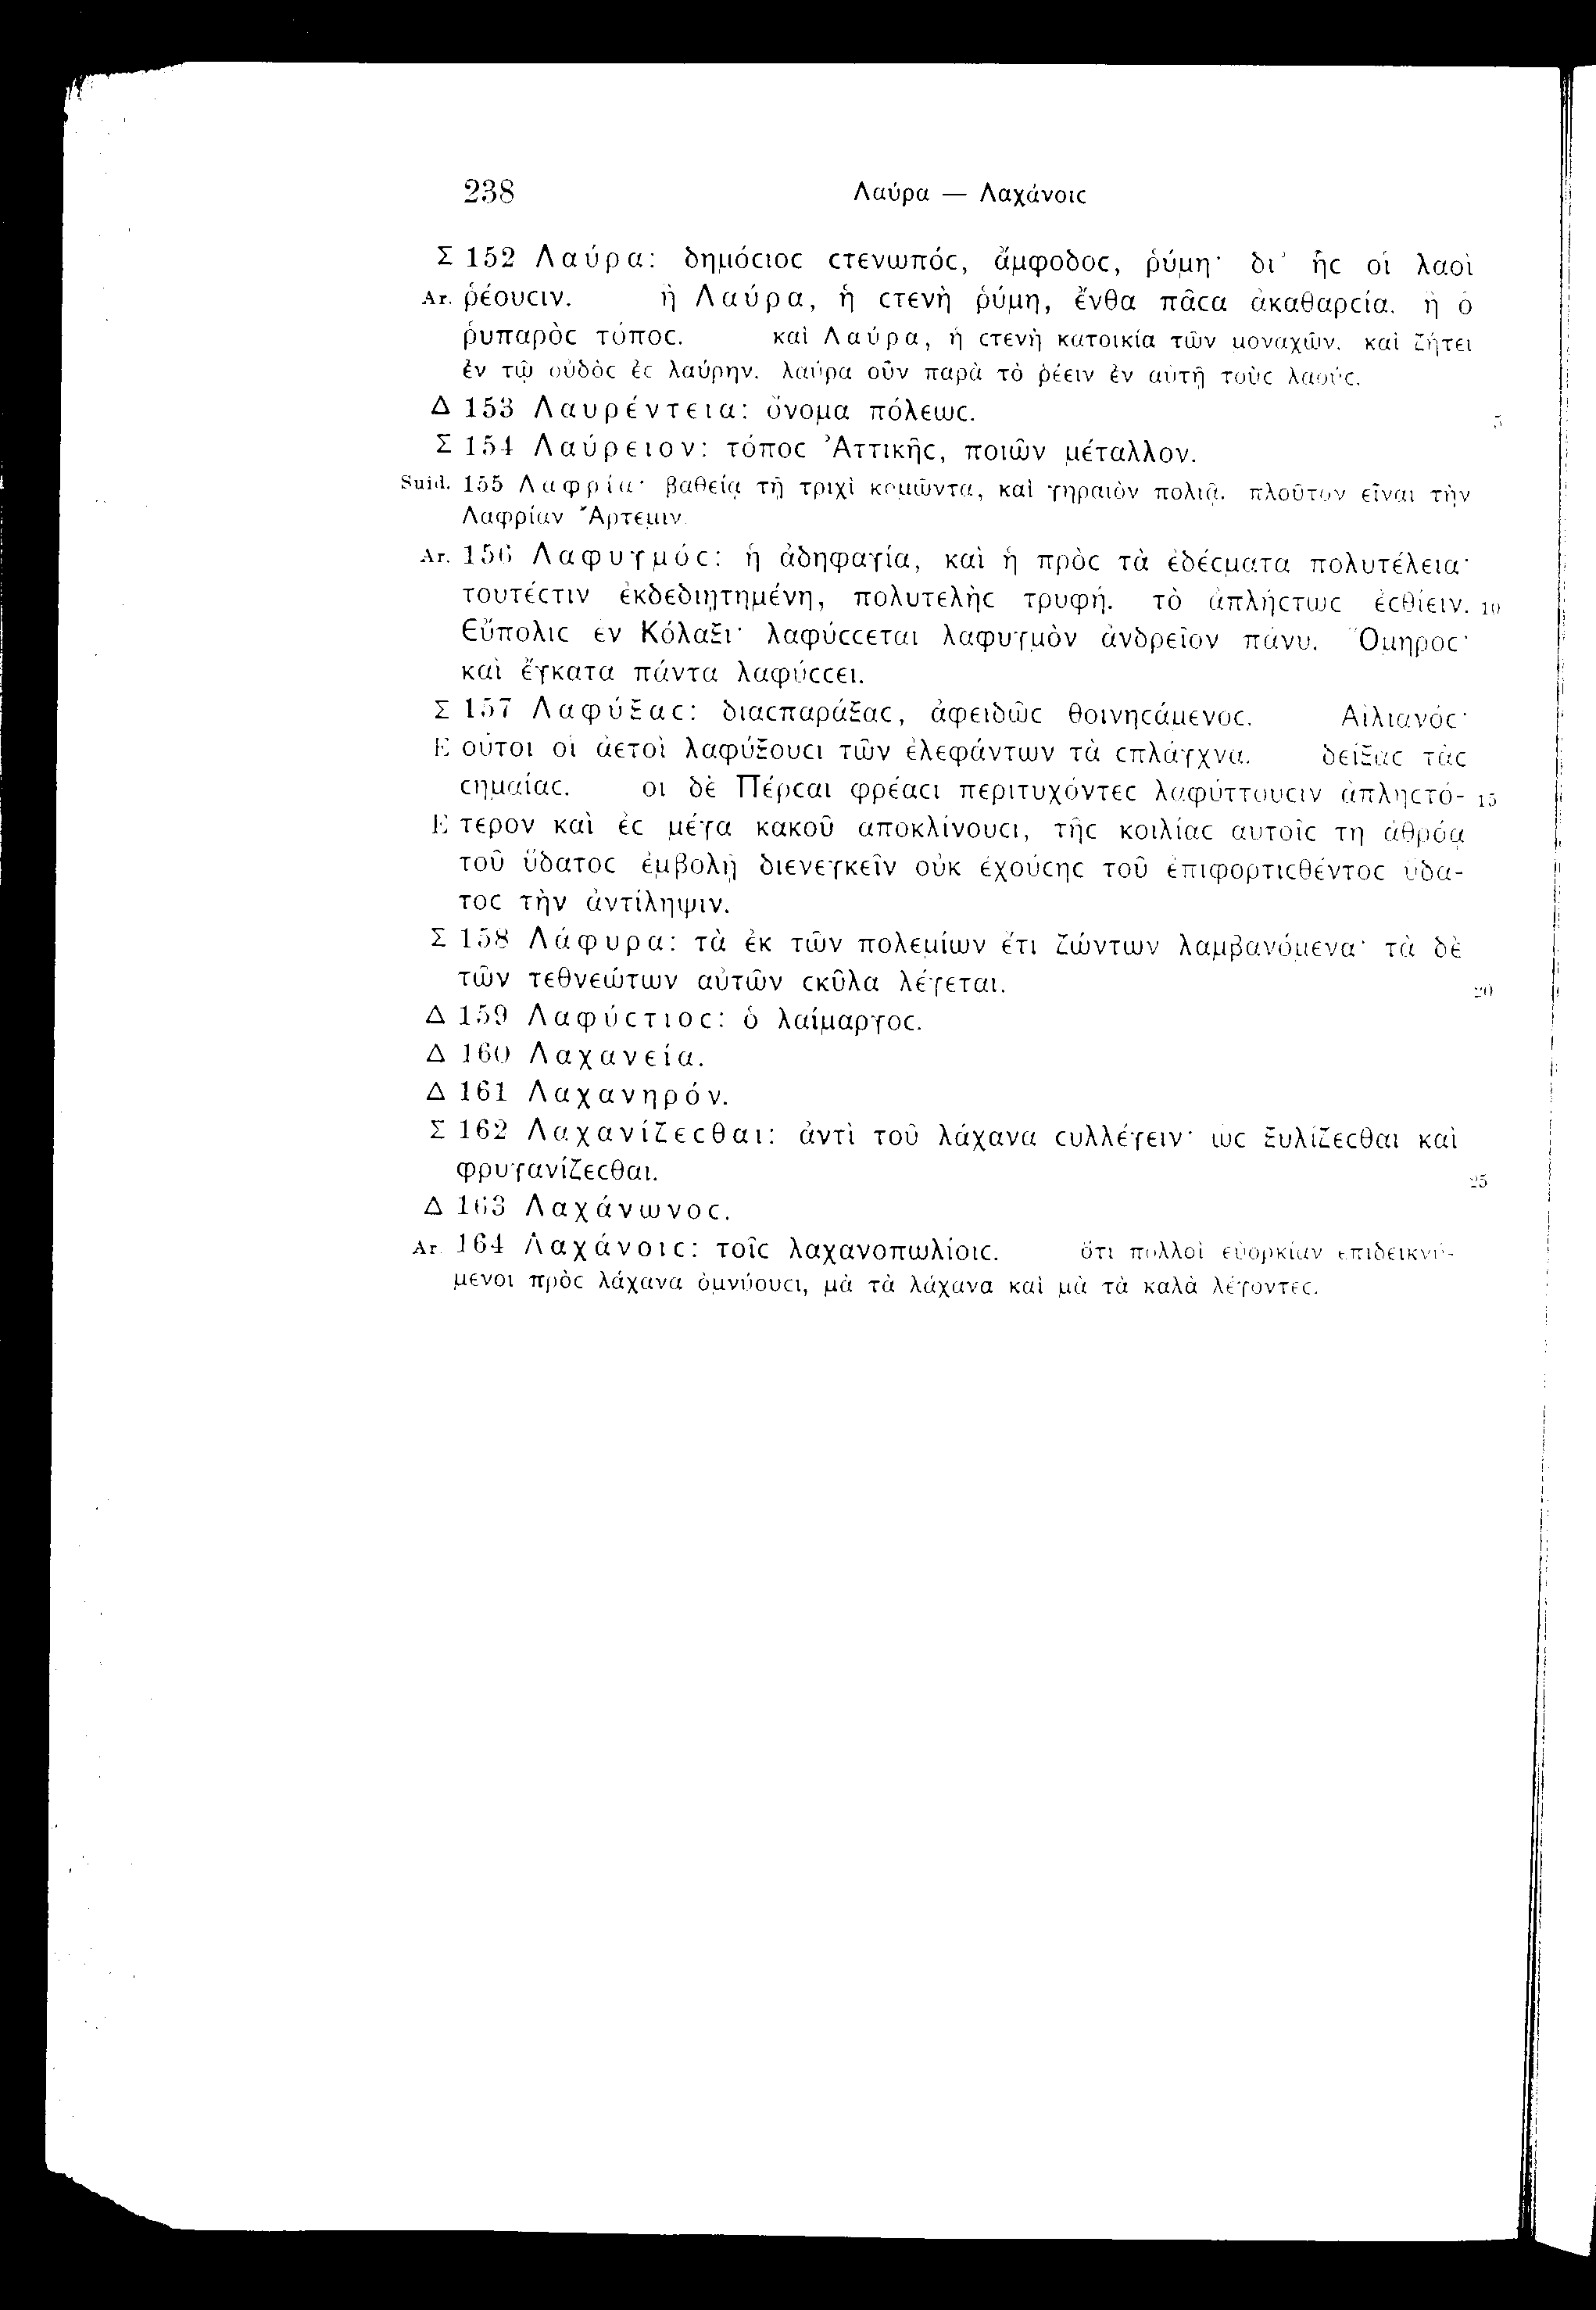 238 Λαύρα — Λαχάνοιϲ
Σ 152 Λαύρα: δημόϲιοϲ ϲτενωπόϲ, ἄμφοδοϲ, ῥύμη· δι' ἧϲ οἱ λαοὶ
Ar. ῥέουϲιν. ἢ Λαύρα, ἡ ϲτενὴ ῥύμη, ἔνθα πᾶϲα ἀκαθαρϲία. ἢ ὁ
ῥυπαρὸϲ τόποϲ. καὶ Λαύρα, ἡ ϲτενὴ κατοικία τῶν μοναχῶν. καὶ ζήτει
ἐν τῷ οὐδὸϲ ἐϲ λαύρην. λαύρα οὖν παρὰ τὸ ῥέειν ἐν αὐτῇ τοὺϲ λαούϲ.
Δ 153 Λαυρέντεια: ὄνομα πόλεωϲ. 5
Σ 154 Λαύρειον: τόποϲ Ἀττικῆϲ, ποιῶν μέταλλον.
Suid. 155 Λαφρία· βαθείᾳ τῇ τριχὶ κομῶντα, καὶ γηραιὸν πολιᾷ. πλοῦτον εἶναι τὴν
Λαφρίαν Ἄρτεμιν.
Ar. 156 Λαφυγμόϲ: ἡ ἀδηφαγία, καὶ ἡ πρὸϲ τὰ ἐδέϲματα πολυτέλεια·
τουτέϲτιν ἐκδεδιῃτημένη, πολυτελὴϲ τρυφή. τὸ ἀπλήϲτωϲ ἐϲθίειν. 10
Εὔπολιϲ ἐν Κόλαξι· λαφύϲϲεται λαφυγμὸν ἀνδρεῖον πάνυ. Ὅμηροϲ·
καὶ ἔγκατα πάντα λαφύϲϲει.
Σ 157 Λαφύξαϲ: διαϲπαράξαϲ, ἀφειδῶϲ θοινηϲάμενοϲ. Αἰλιανόϲ·
E οὗτοι οἱ ἀετοὶ λαφύξουϲι τῶν ἐλεφάντων τὰ ϲπλάγχνα. δείξαϲ τὰϲ
ϲημαίαϲ. οἱ δὲ Πέρϲαι φρέαϲι περιτυχόντεϲ λαφύττουϲιν ἀπληϲτό- 15
E τερον καὶ ἐϲ μέγα κακοῦ ἀποκλίνουϲι, τῆϲ κοιλίαϲ αὐτοῖϲ τῇ ἀθρόᾳ
τοῦ ὕδατοϲ ἐμβολῇ διενεγκεῖν οὐκ ἐχούϲηϲ τοῦ ἐπιφορτιϲθέντοϲ ὕδα-
τοϲ τὴν ἀντίληψιν.
Σ 158 Λάφυρα: τὰ ἐκ τῶν πολεμίων ἔτι ζώντων λαμβανόμενα· τὰ δὲ
τῶν τεθνεώτων αὐτῶν ϲκῦλα λέγεται. 20
Δ 159 Λαφύϲτιοϲ: ὁ λαίμαργοϲ.
Δ 160 Λαχανεία.
Δ 161 Λαχανηρόν.
Σ 162 Λαχανίζεϲθαι: ἀντὶ τοῦ λάχανα ϲυλλέγειν· ὡϲ ξυλίζεϲθαι καὶ
φρυγανίζεϲθαι. 25
Δ 163 Λαχάνωνοϲ.
Ar. 164 Λαχάνοιϲ: τοῖϲ λαχανοπωλίοιϲ. ὅτι πολλοὶ εὐορκίαν ἐπιδεικνύ-
μενοι πρὸϲ λάχανα ὀμνύουϲι, μὰ τὰ λάχανα καὶ μὰ τὰ καλὰ λέγοντεϲ.